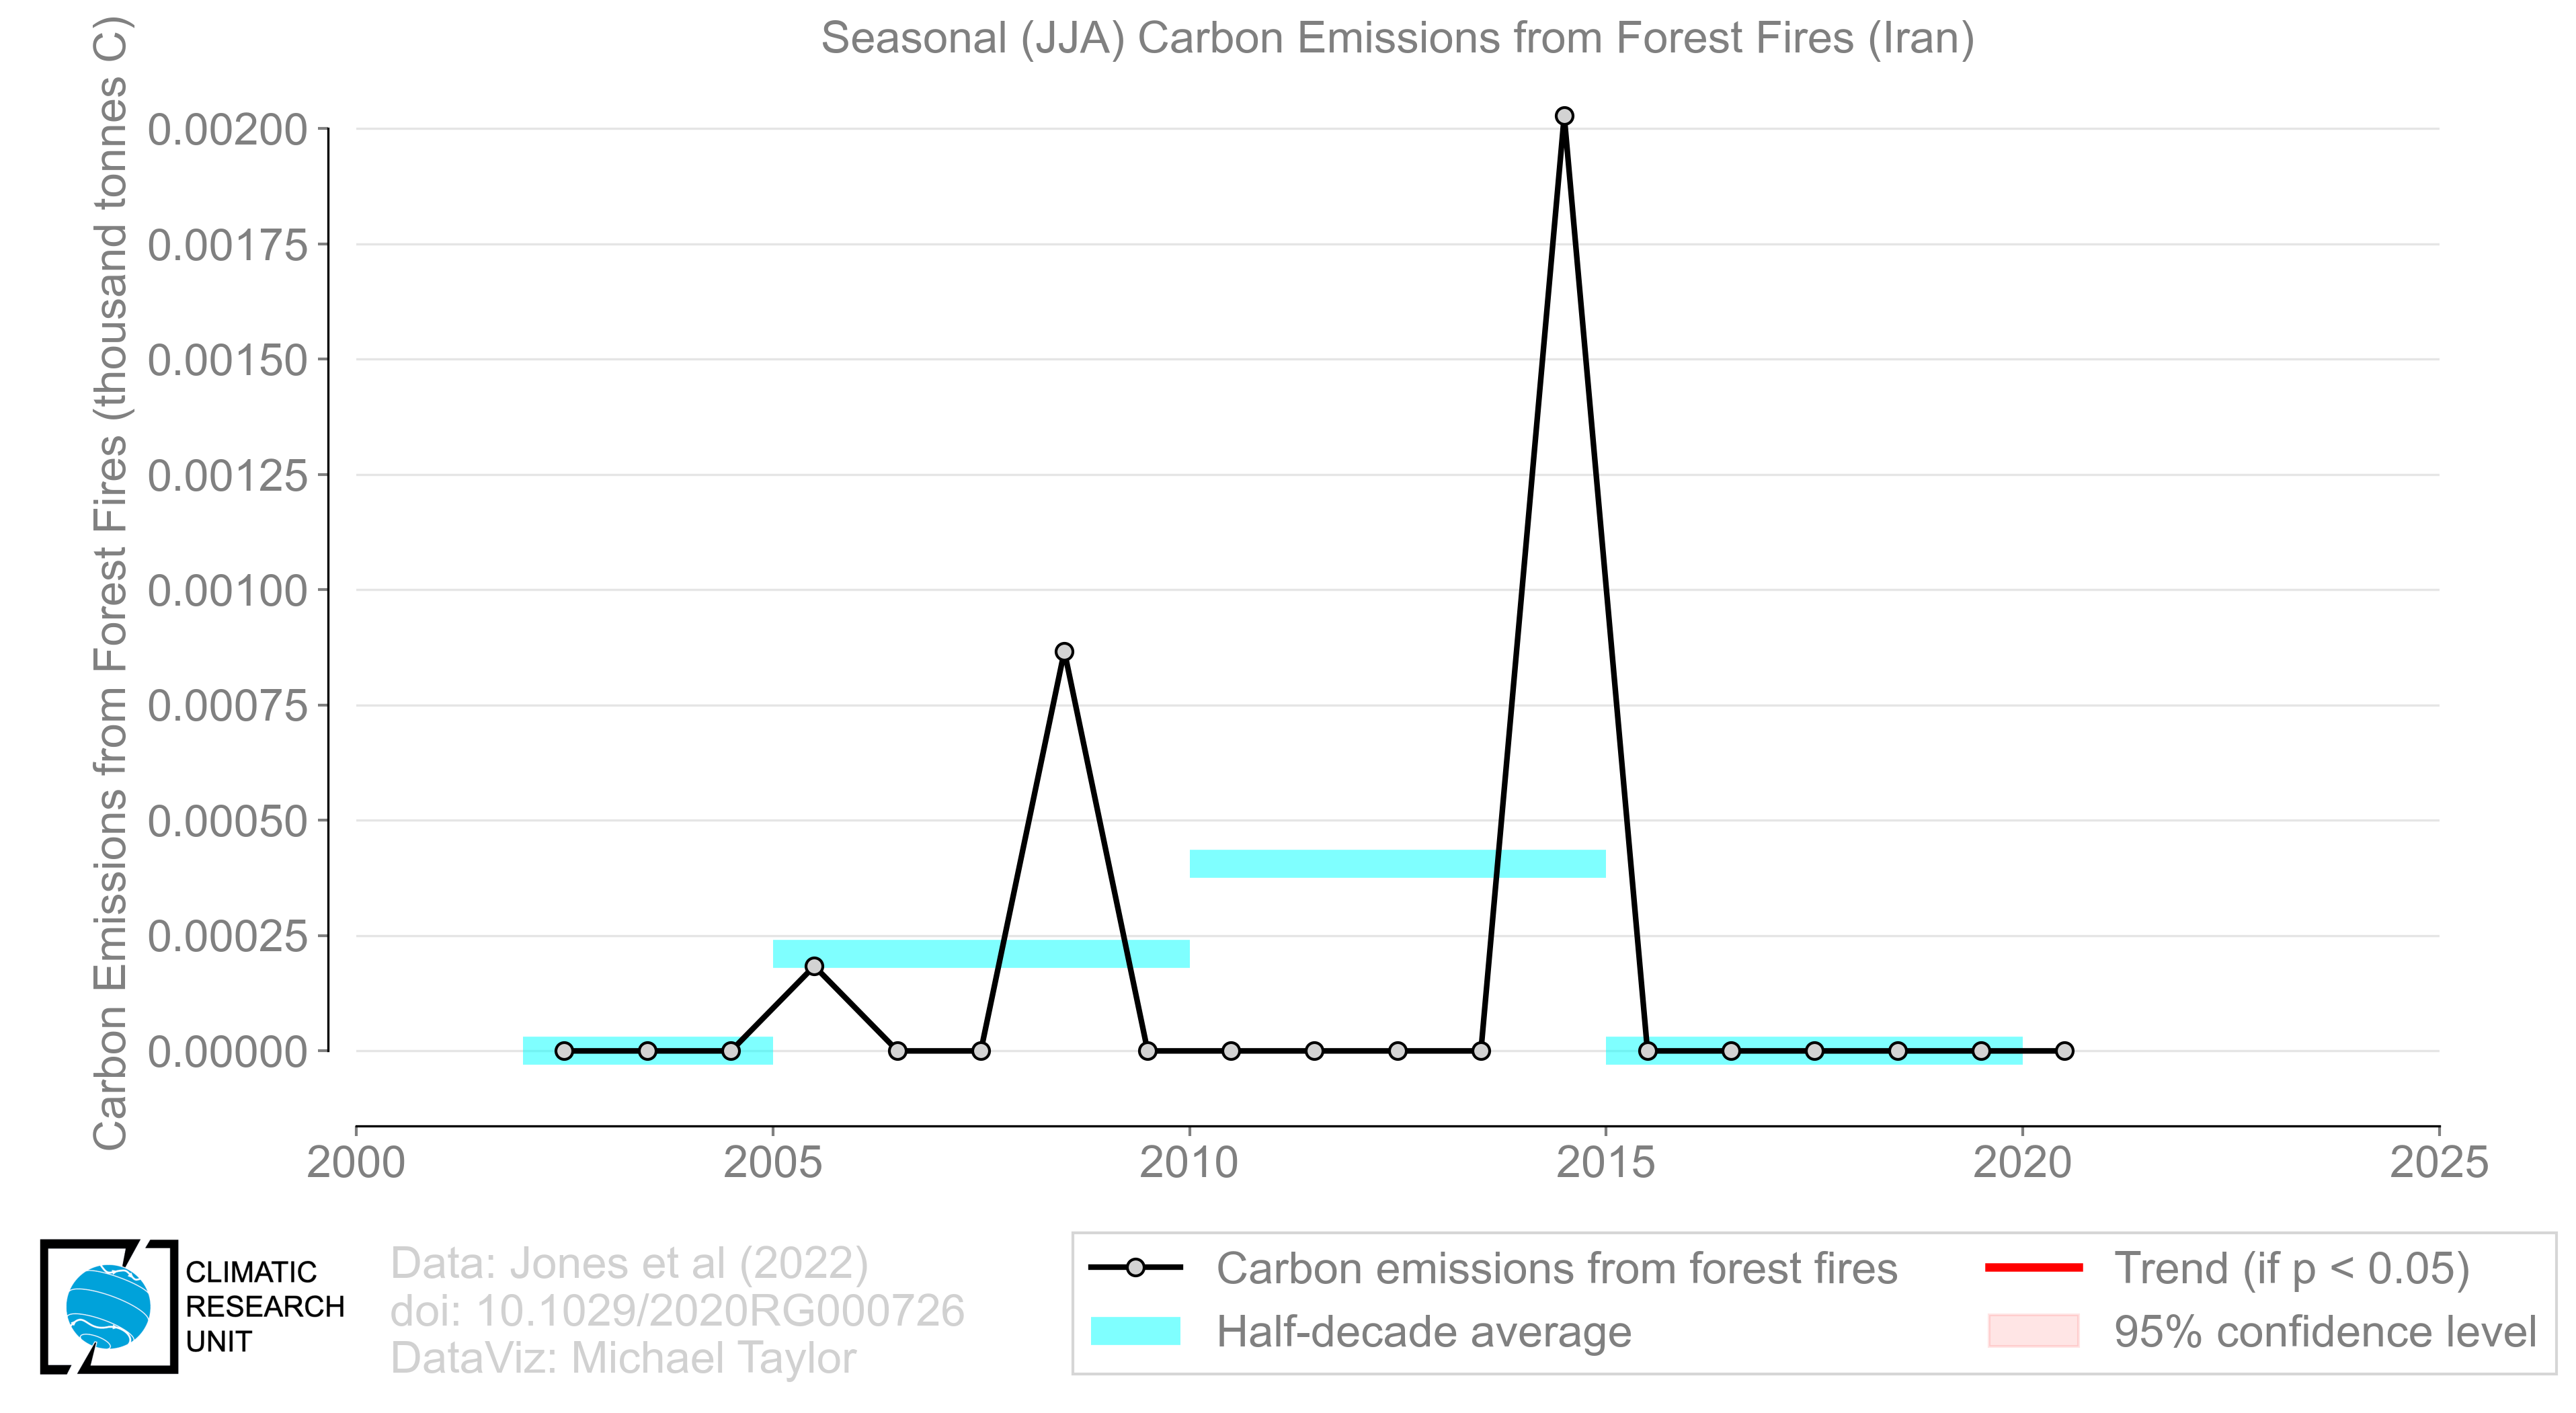 Seasonal (JJA) Carbon Emissions from Forest Fires (Iran)
Carbon Emissions from Forest Fires (thousand tonnes C)
0.00200
0.00175
0.00150
0.00125
0.00100
0.00075
0.00050
0.00025
0.00000
2000 2005 2010 2015 2020 2025
CLIMATIC
RESEARCH
UNIT
Data: Jones et al (2022)
doi: 10.1029/2020RG000726
DataViz: Michael Taylor
Carbon emissions from forest fires
Half-decade average
Trend (if p < 0.05)
95% confidence level